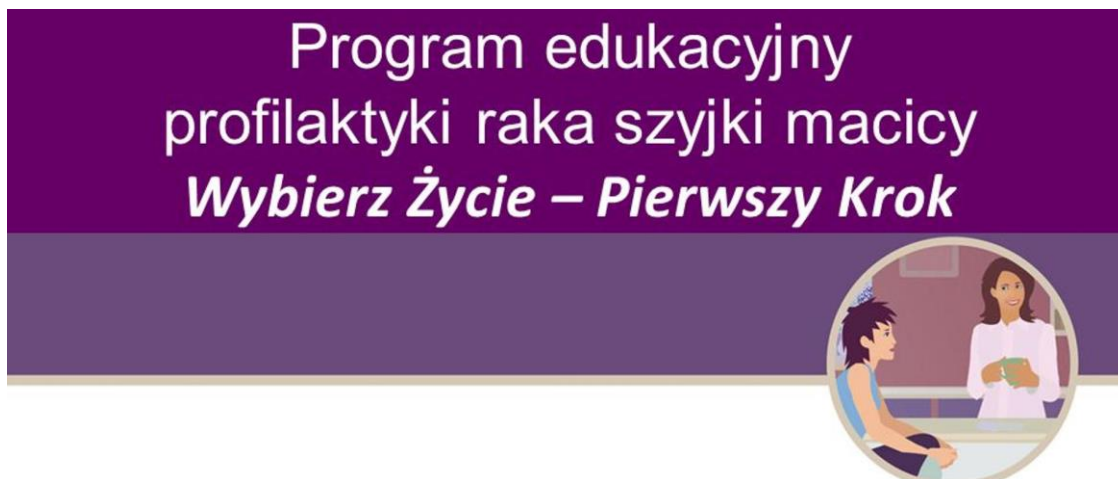 Program edukacyjny
profilaktyki raka szyjki macicy
Wybierz Życie – Pierwszy Krok